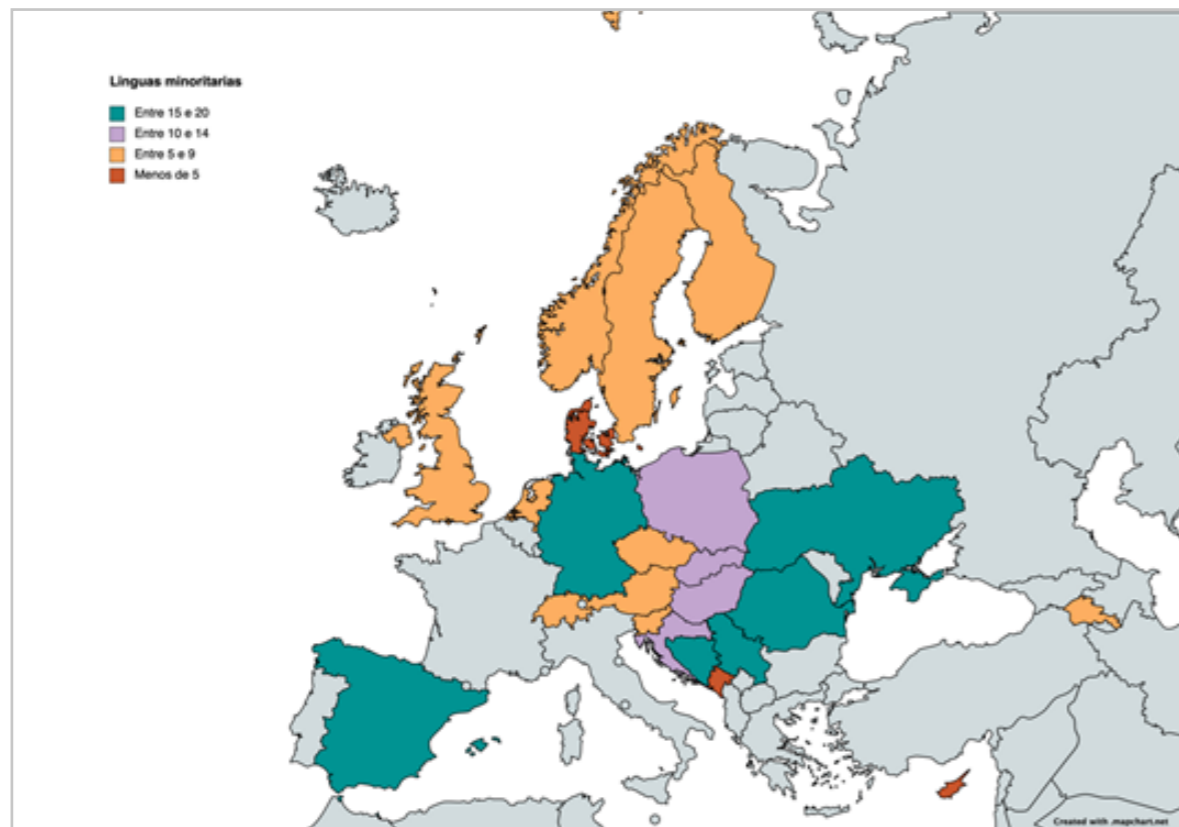 Linguas minoritarias
Entre 15 e 20
Entre 10 e 14
Entre 5 e 9
Menos de 5
Created with .mapchart.net